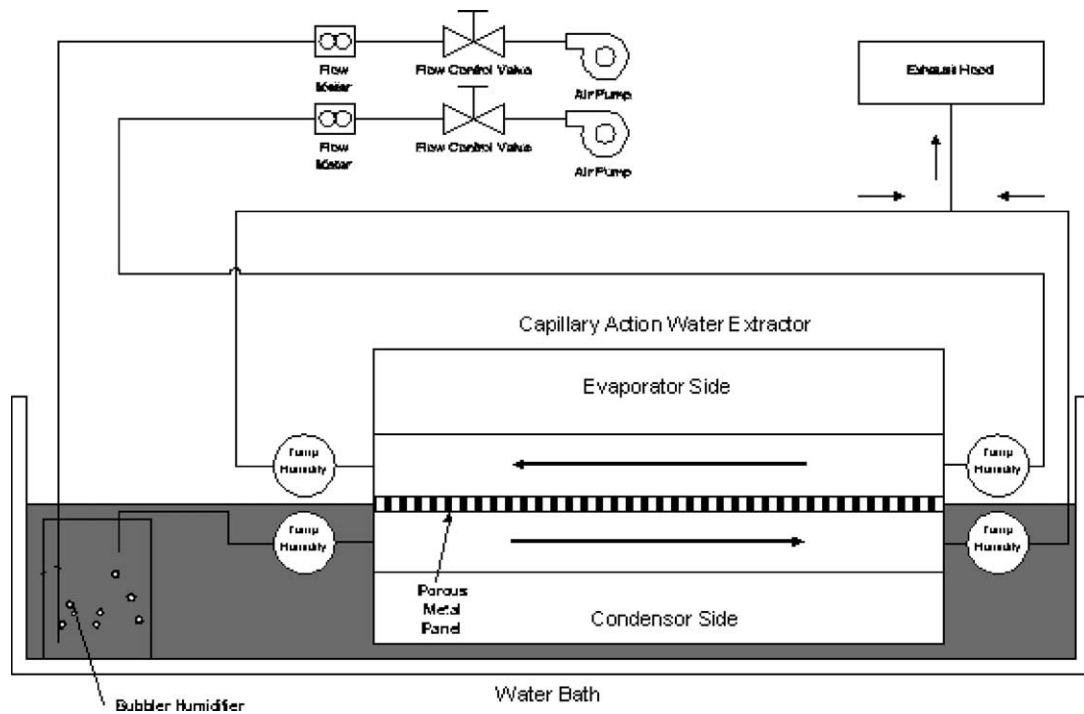 Flow
Meter
Flow Control Valve
Air Pump
Exhaust Hood
Flow
Meter
Flow Control Valve
Air Pump
Capillary Action Water Extractor
Evaporator Side
Temp
Humidity
Temp
Humidity
Temp
Humidity
Temp
Humidity
Porous
Metal
Panel
Condensor Side
Water Bath
Bubbler Humidifier